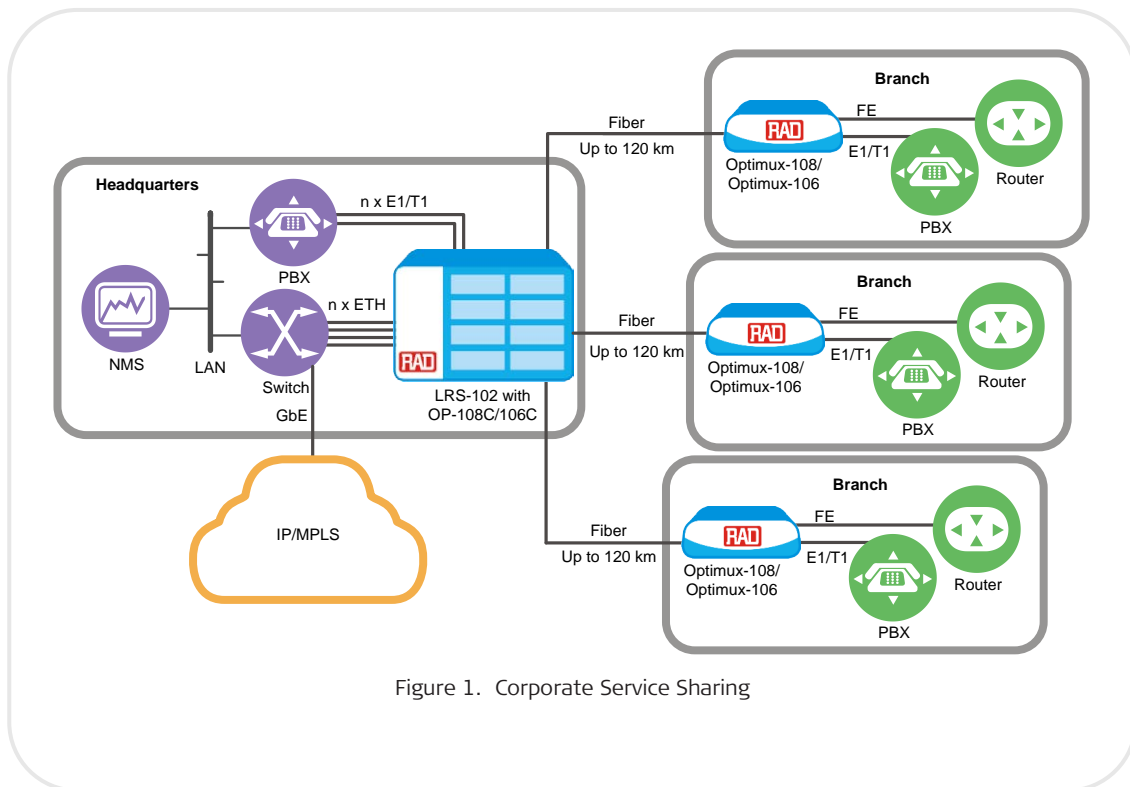 Headquarters
NMS
LAN
PBX
n x E1/T1
n x ETH
Switch
GbE
RAD
LRS-102 with
OP-108C/106C
IP/MPLS
Fiber
Up to 120 km
Branch
RAD
Optimux-108/
Optimux-106
FE
E1/T1
PBX
Router
Fiber
Up to 120 km
Branch
RAD
Optimux-108/
Optimux-106
FE
E1/T1
PBX
Router
Fiber
Up to 120 km
Branch
RAD
Optimux-108/
Optimux-106
FE
E1/T1
PBX
Router
Figure 1. Corporate Service Sharing